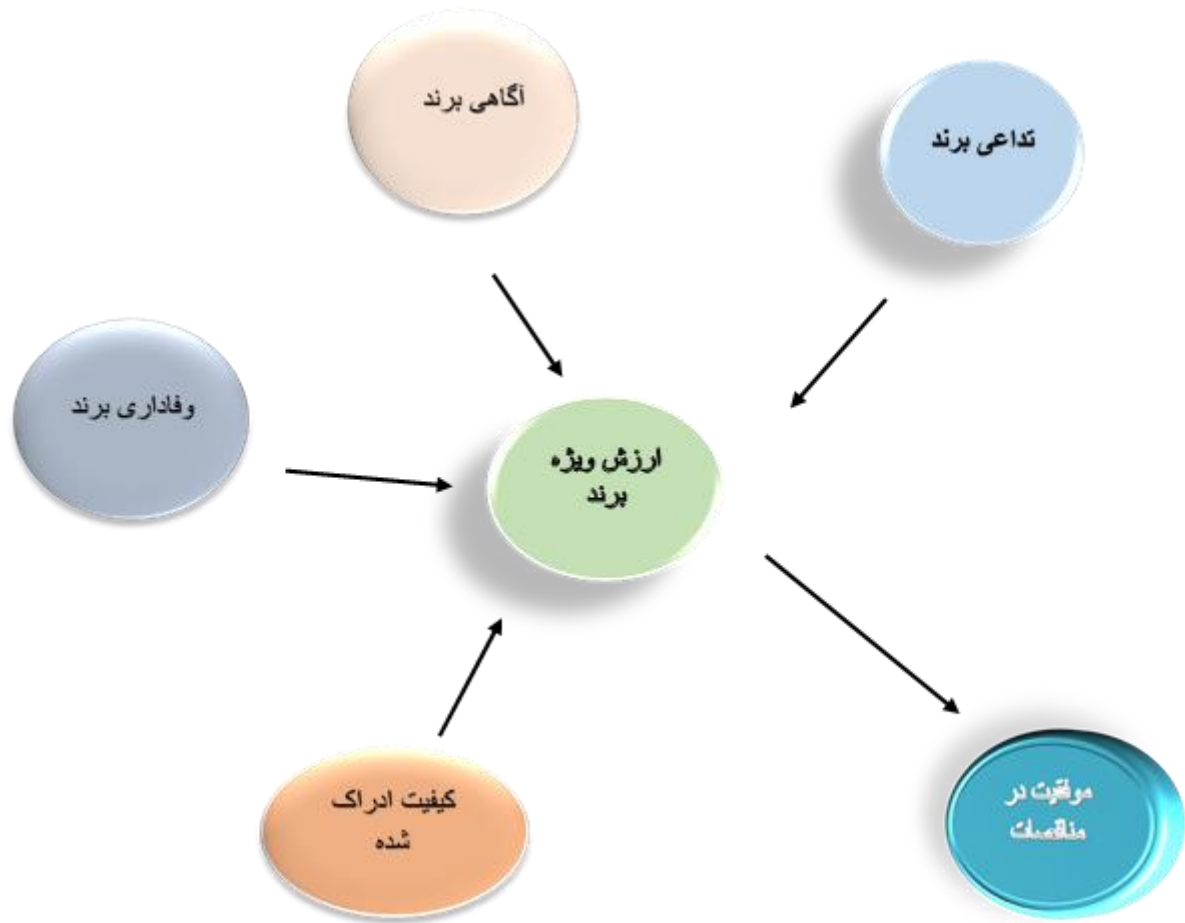 آگاهی برند
تداعی برند
وفاداری برند
ارزش ویژه
برند
کیفیت ادراک
شده
موفقیت در
مناقصات